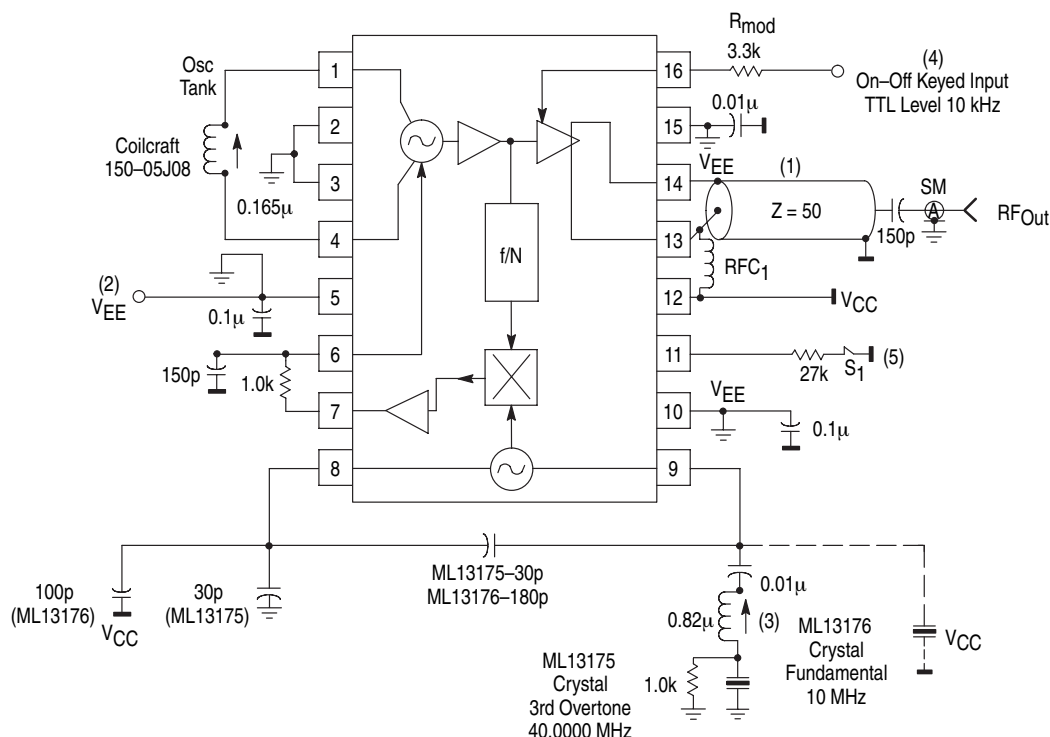 Osc
Tank
Coilcraft
150–05J08
0.165µ
(2)
VEE
0.1µ
150p
1.0k
1
2
3
4
5
6
7
8
f/N
16
15
14
13
12
11
10
9
Rmod
3.3k
(4)
On–Off Keyed Input
TTL Level 10 kHz
0.01µ
VEE
(1)
Z = 50
SM
A
150p
RFOut
RFC1
VCC
27k
S1
(5)
VEE
0.1µ
100p
(ML13176)
VCC
30p
(ML13175)
ML13175–30p
ML13176–180p
0.01µ
0.82µ
(3)
1.0k
ML13175
Crystal
3rd Overtone
40.0000 MHz
ML13176
Crystal
Fundamental
10 MHz
VCC